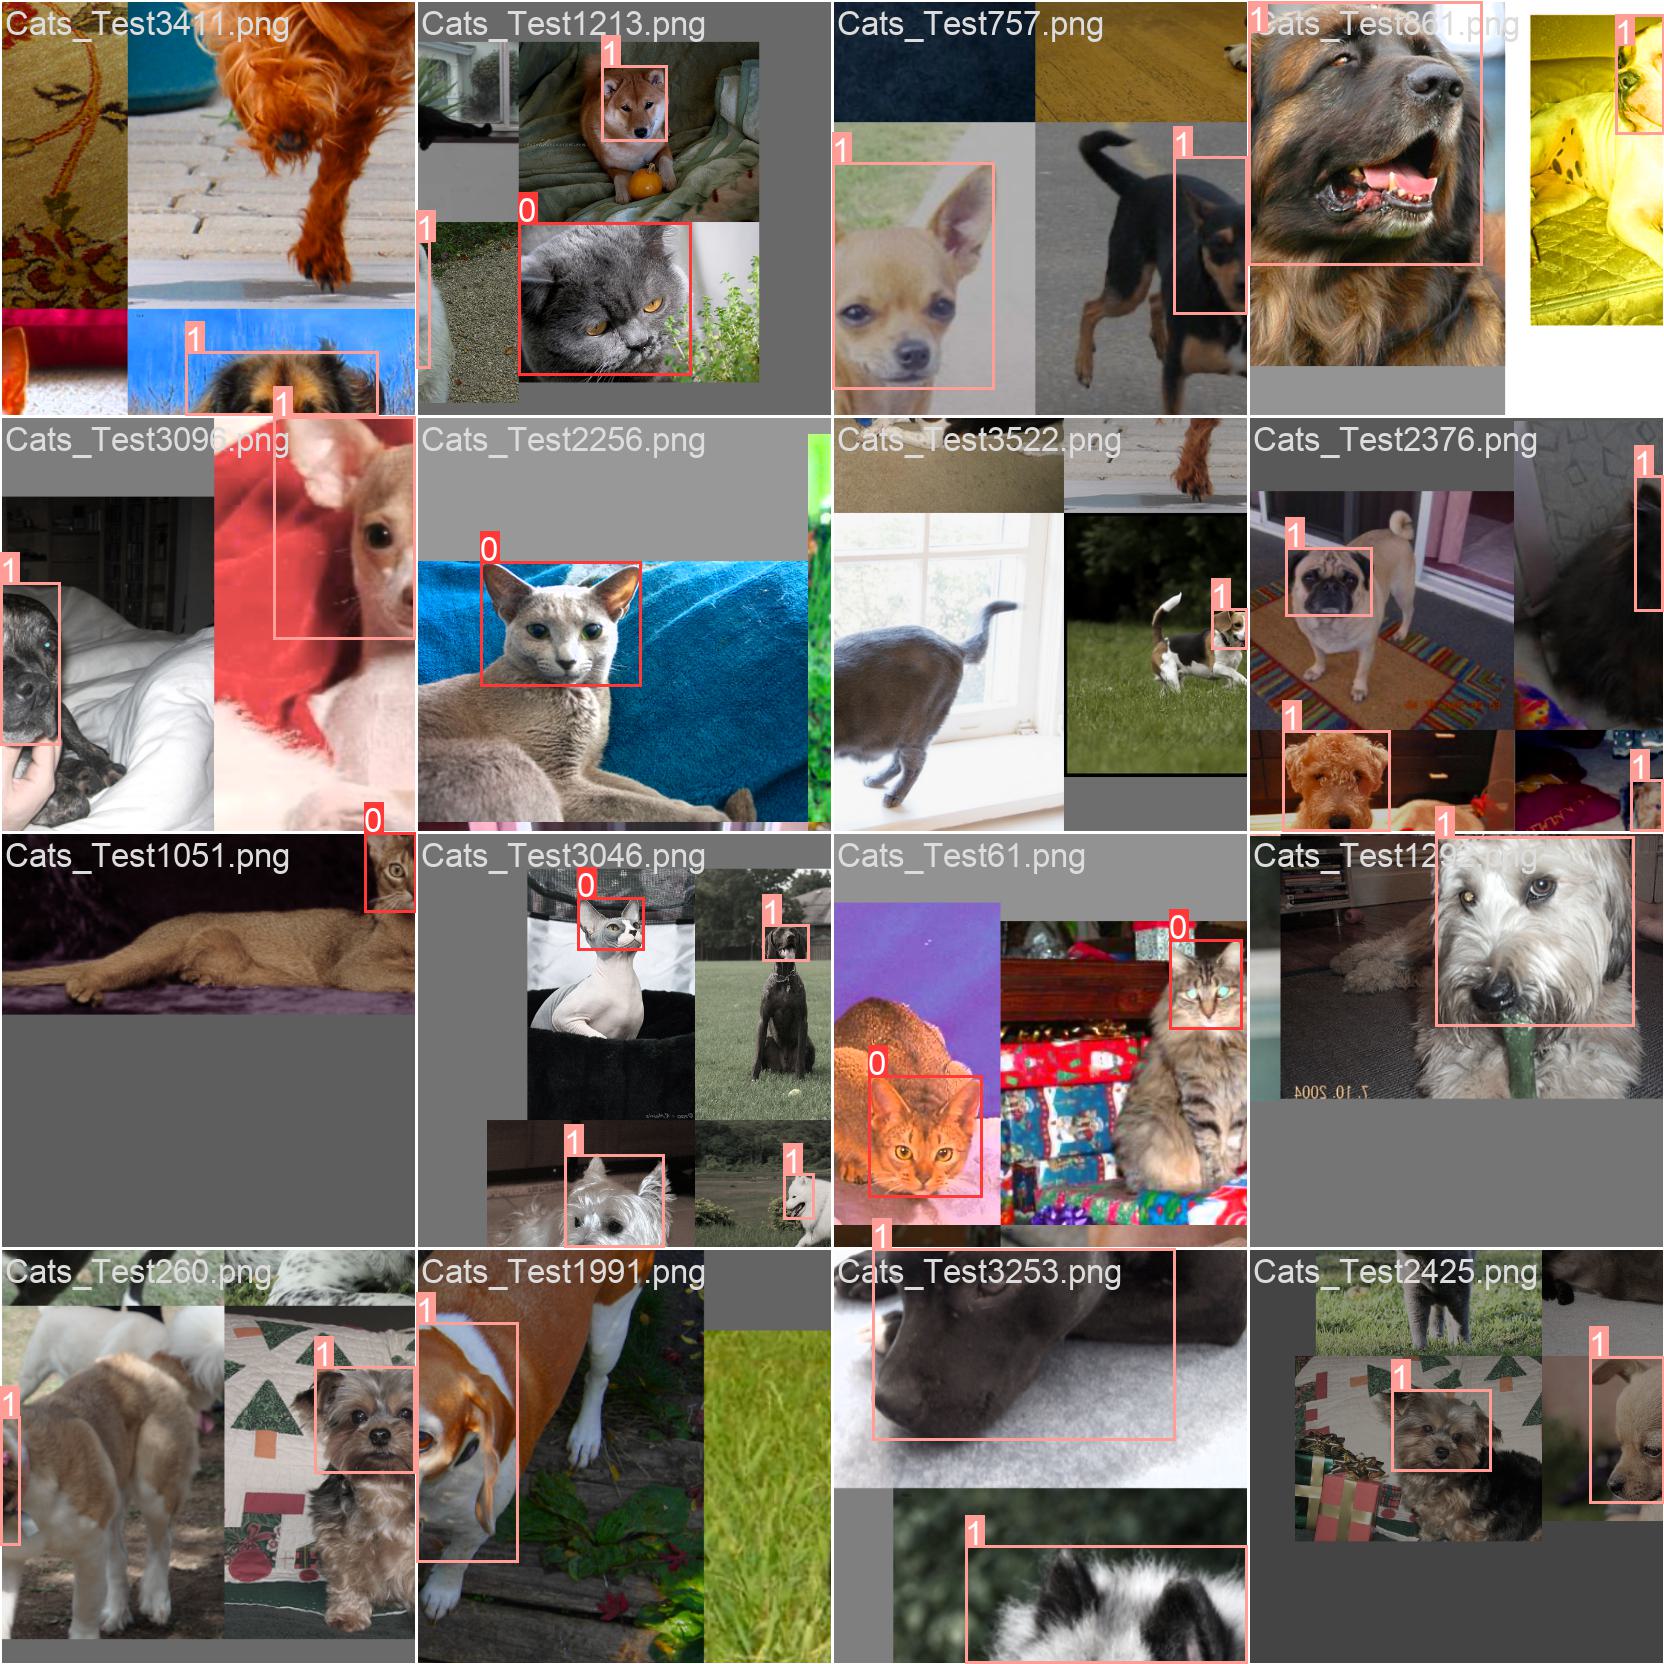 Cats_Test3411.png
1
Cats_Test1213.png
1
0
1
Cats_Test757.png
1
1
Cats_Test861.png
1
1
Cats_Test3096.png
1
1
Cats_Test2256.png
0
Cats_Test3522.png
1
Cats_Test2376.png
1
1
1
1
Cats_Test1051.png
0
Cats_Test3046.png
0
1
1
1
Cats_Test61.png
0
0
Cats_Test1292.png
1
7. 10. 2004
Cats_Test260.png
1
1
Cats_Test1991.png
1
Cats_Test3253.png
1
1
Cats_Test2425.png
1
1